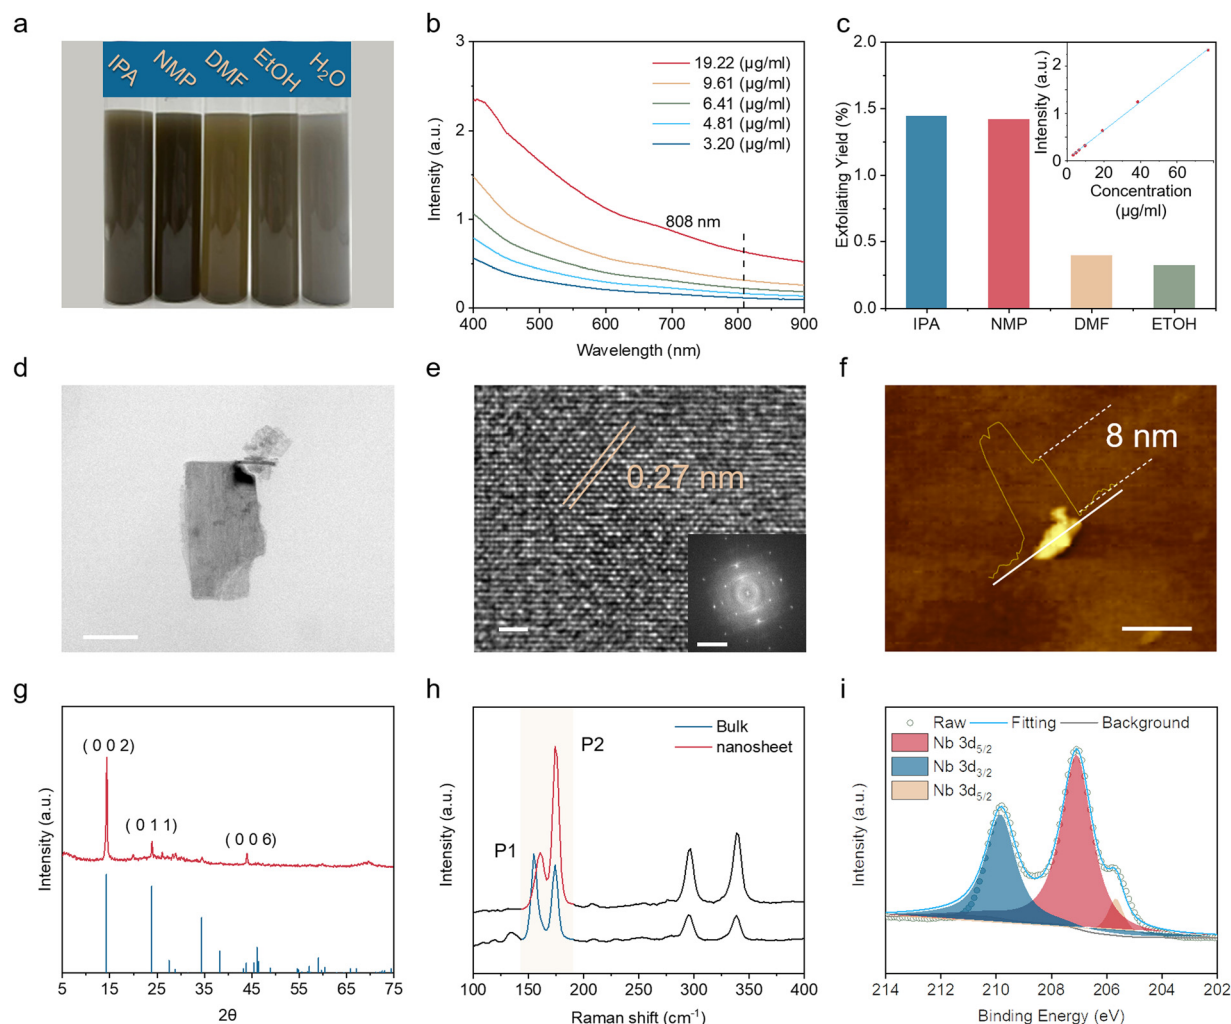 a
IPA NMP DMF EtOH H₂O
b
3
2
1
0
Intensity (a.u.)
19.22 (µg/ml)
9.61 (µg/ml)
6.41 (µg/ml)
4.81 (µg/ml)
3.20 (µg/ml)
808 nm
400 500 600 700 800 900
Wavelength (nm)
c
2.0
1.5
1.0
0.5
0.0
Exfoliating Yield (%)
IPA NMP DMF ETOH
2
1
0
Intensity (a.u.)
0 20 40 60
Concentration
(µg/ml)
d
e
0.27 nm
f
8 nm
g
Intensity (a.u.)
( 0 0 2)
( 0 1 1)
( 0 0 6)
5 15 25 35 45 55 65 75
2θ
h
Intensity (a.u.)
Bulk
nanosheet
P1
P2
100 150 200 250 300 350 400
Raman shift (cm⁻¹)
i
Intensity (a.u.)
Raw Fitting Background
Nb 3d₅/₂
Nb 3d₃/₂
Nb 3d₅/₂
214 212 210 208 206 204 202
Binding Energy (eV)